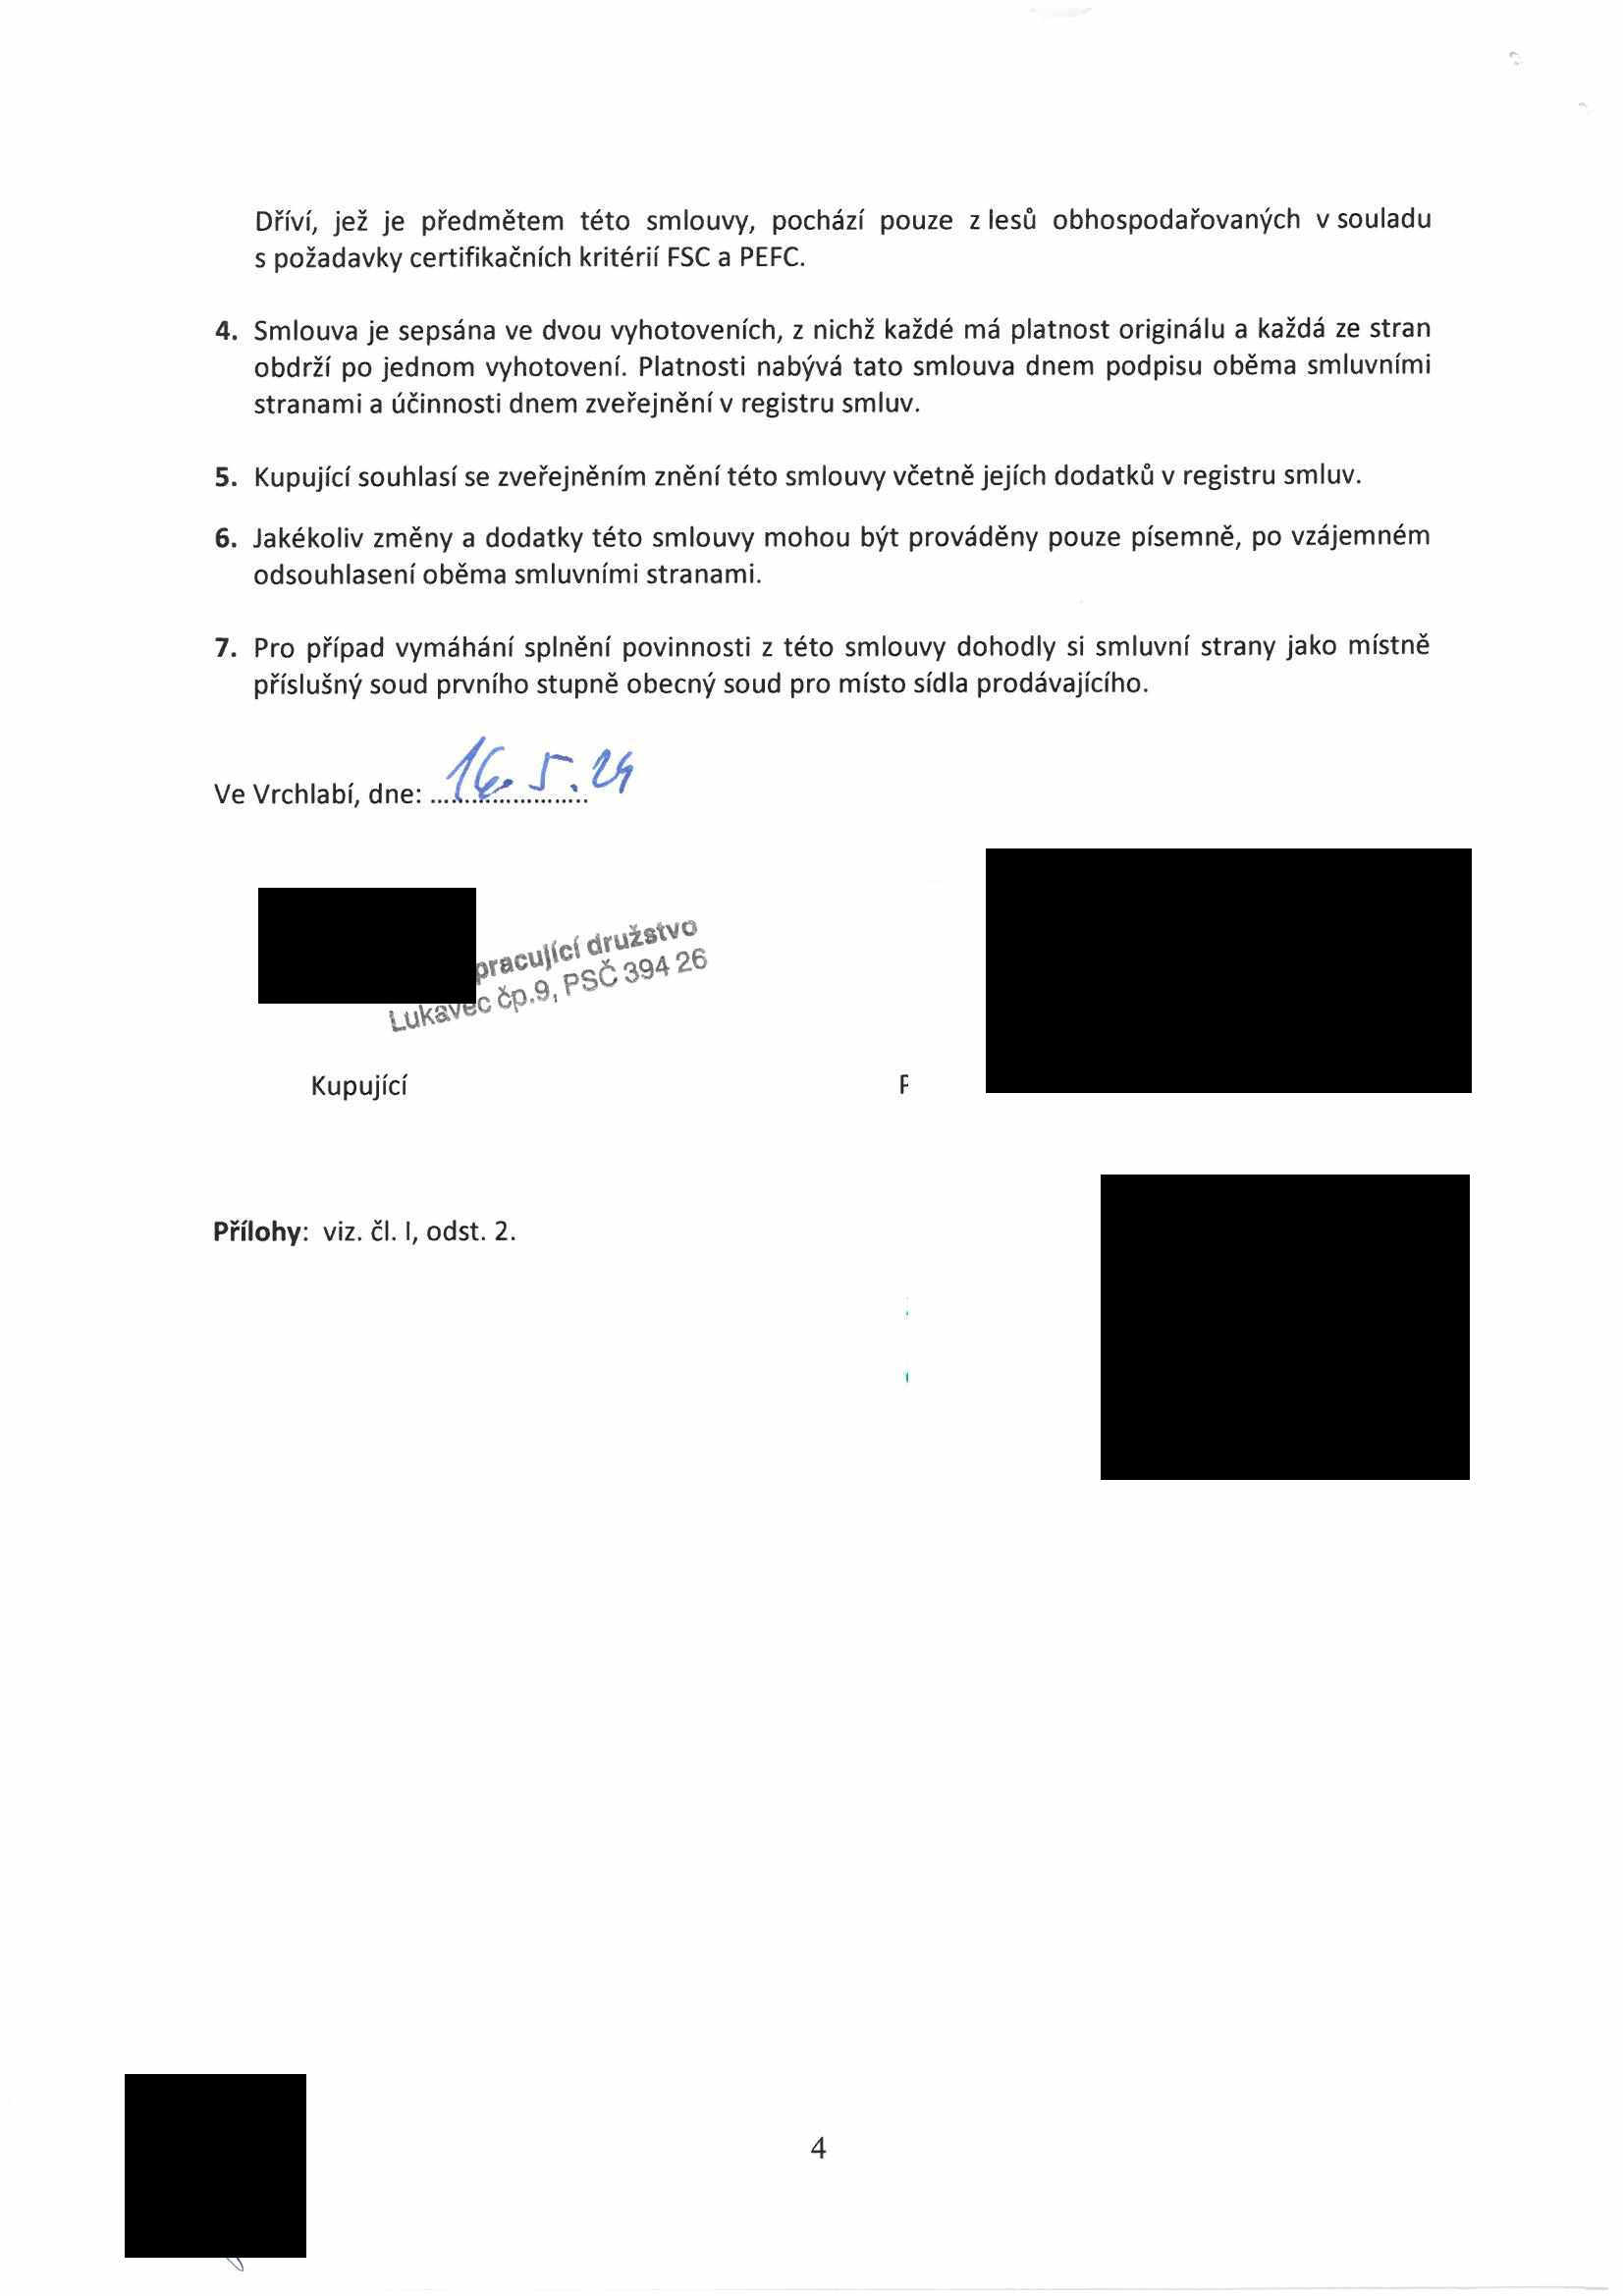 Dříví, jež je předmětem této smlouvy, pochází pouze z lesů obhospodařovaných v souladu
s požadavky certifikačních kritérií FSC a PEFC.
4. Smlouva je sepsána ve dvou vyhotoveních, z nichž každé má platnost originálu a každá ze stran
obdrží po jednom vyhotovení. Platnosti nabývá tato smlouva dnem podpisu oběma smluvními
stranami a účinnosti dnem zveřejnění v registru smluv.
5. Kupující souhlasí se zveřejněním znění této smlouvy včetně jejích dodatků v registru smluv.
6. Jakékoliv změny a dodatky této smlouvy mohou být prováděny pouze písemně, po vzájemném
odsouhlasení oběma smluvními stranami.
7. Pro případ vymáhání splnění povinnosti z této smlouvy dohodly si smluvní strany jako místně
příslušný soud prvního stupně obecný soud pro místo sídla prodávajícího.
Ve Vrchlabí, dne: 16. 5. 24
pracující družstvo
Lukavec čp.9, PSČ 394 26
Kupující
Přílohy: viz. čl. I, odst. 2.
4